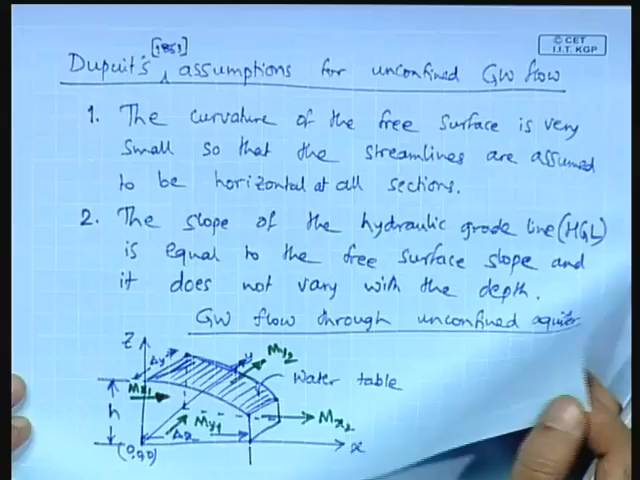 © CET
I.I.T. KGP
[1863]
Dupuit's assumptions for unconfined GW flow
1. The curvature of the free surface is very
small so that the streamlines are assumed
to be horizontal at all sections.
2. The slope of the hydraulic grade line (HGL)
is equal to the free surface slope and
it does not vary with the depth.
GW flow through unconfined aquifer
Z
Δy
y
My2
Water table
Mx1
h
My1
Mx2
Δx
(0,0,0)
x